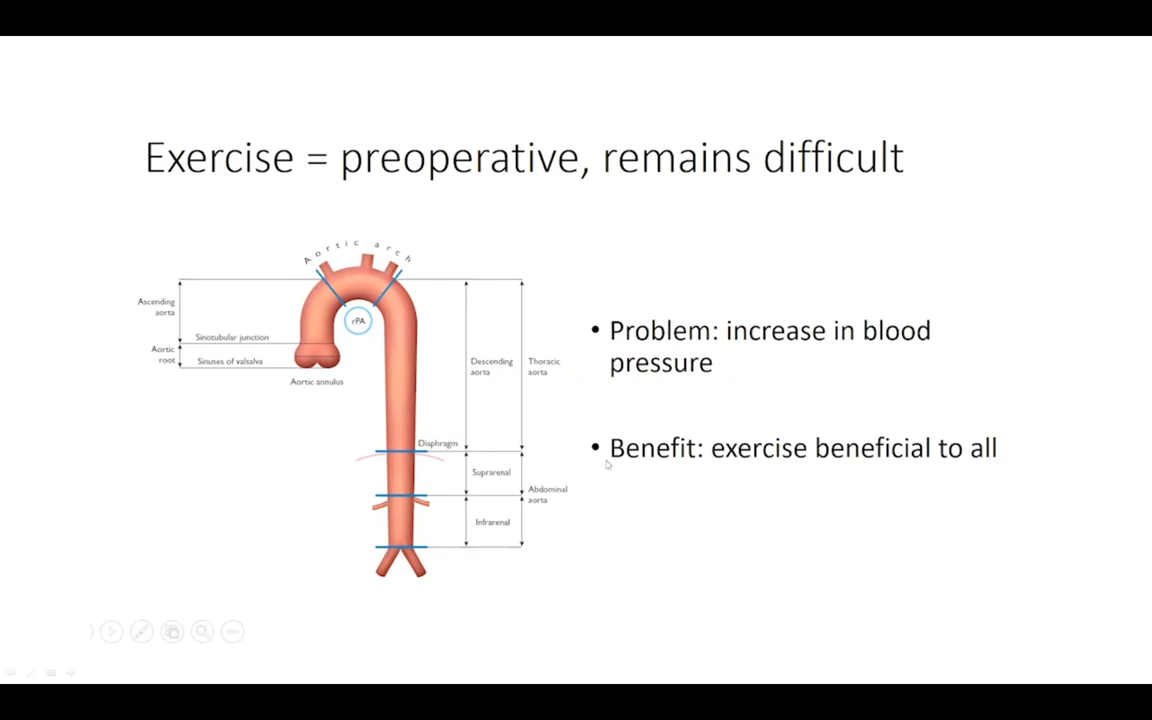 Exercise = preoperative, remains difficult
Aortic arch
Ascending
aorta
rPA
Sinotubular junction
Aortic
root
Sinuses of valsalva
Aortic annulus
Descending
aorta
Thoracic
aorta
Diaphragm
Suprarenal
Abdominal
aorta
Infrarenal
• Problem: increase in blood
pressure
• Benefit: exercise beneficial to all